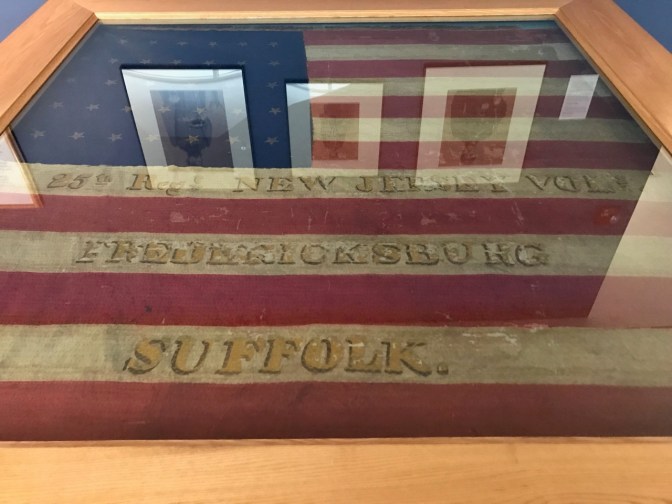 25th Regt. NEW JERSEY VOLs.
FREDERICKSBURG
SUFFOLK.